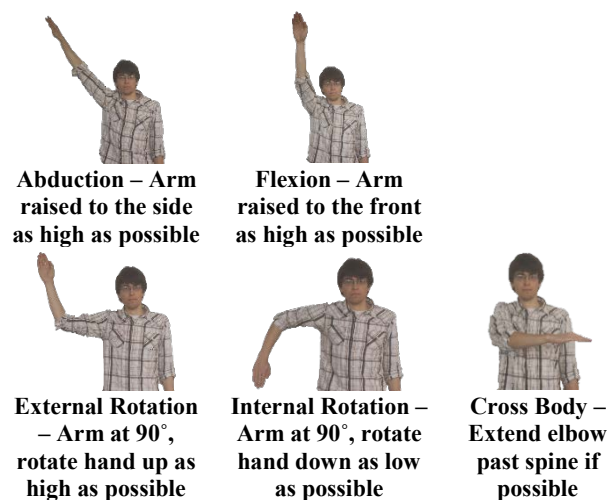 Abduction – Arm
raised to the side
as high as possible
Flexion – Arm
raised to the front
as high as possible
External Rotation
– Arm at 90˚,
rotate hand up as
high as possible
Internal Rotation –
Arm at 90˚, rotate
hand down as low
as possible
Cross Body –
Extend elbow
past spine if
possible